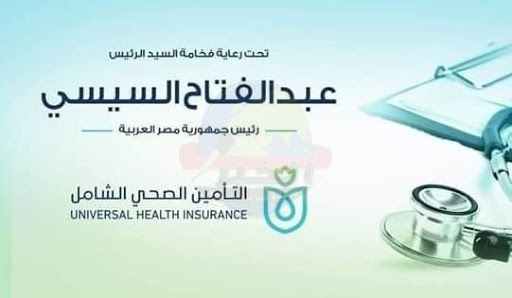 تحت رعاية فخامة السيد الرئيس
عبدالفتاح السيسي
رئيس جمهورية مصر العربية
التأمين الصحي الشامل
UNIVERSAL HEALTH INSURANCE